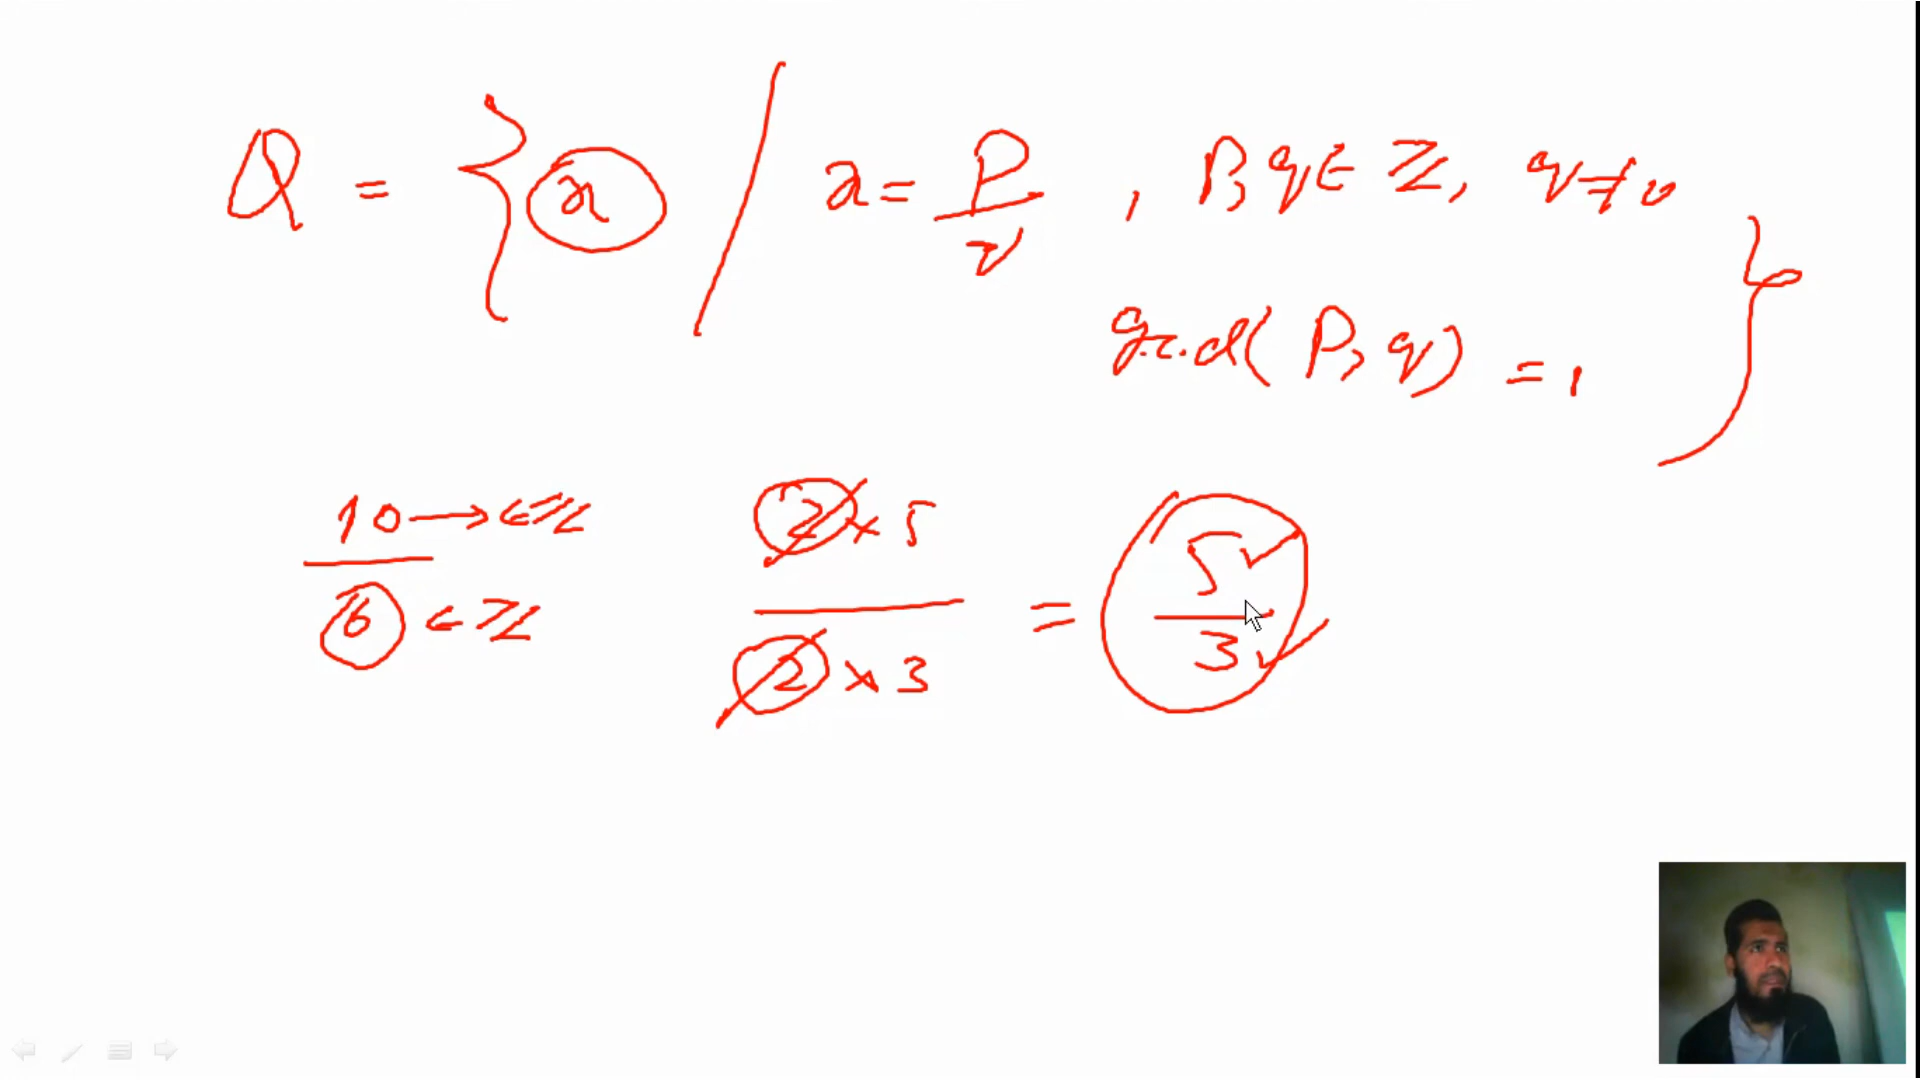 Q = { x / x = P/q , P, q ∈ Z, q ≠ 0
g.c.d( P, q ) = 1 }
10 → ∈ Z 2 × 5 5
6 ∈ Z 2 × 3 = 3